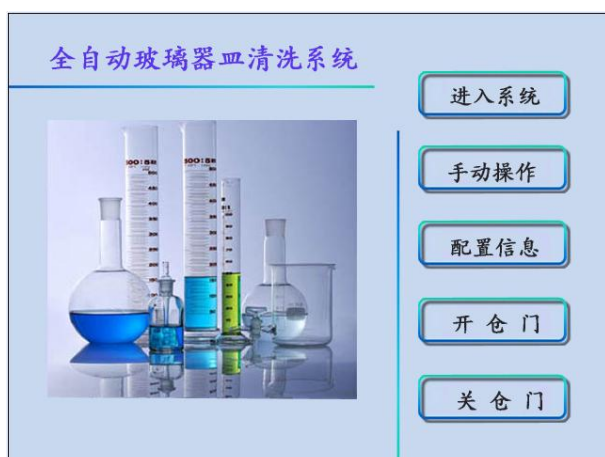 全自动玻璃器皿清洗系统
进入系统
手动操作
配置信息
开 仓 门
关 仓 门